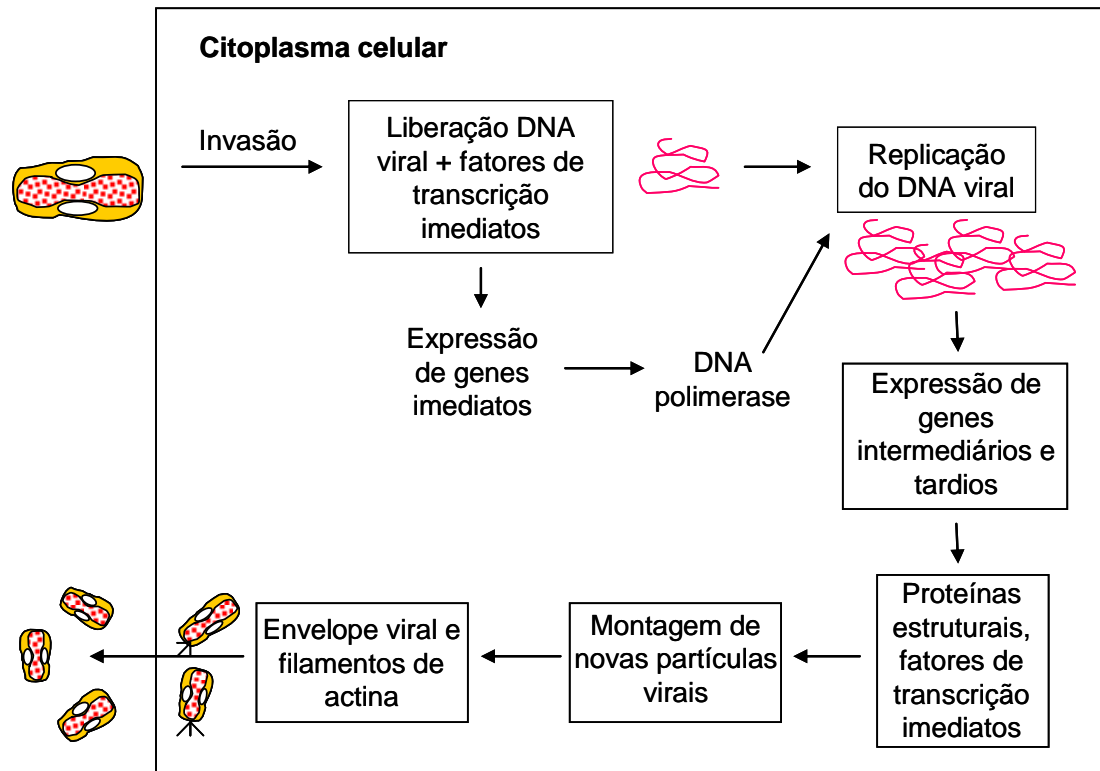 Citoplasma celular
Invasão
Liberação DNA
viral + fatores de
transcrição
imediatos
Replicação
do DNA viral
Expressão
de genes
imediatos
DNA
polimerase
Expressão de
genes
intermediários e
tardios
Proteínas
estruturais,
fatores de
transcrição
imediatos
Montagem de
novas partículas
virais
Envelope viral e
filamentos de
actina